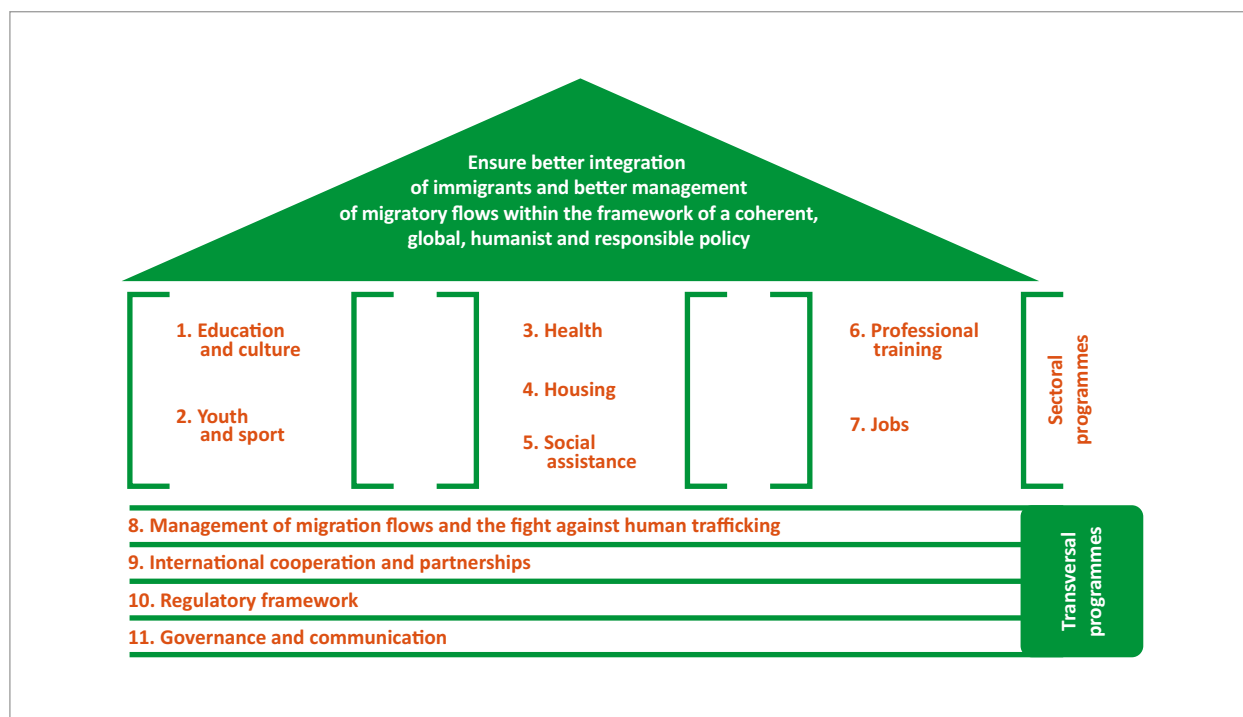 Ensure better integration
of immigrants and better management
of migratory flows within the framework of a coherent,
global, humanist and responsible policy
1. Education
and culture
2. Youth
and sport
3. Health
4. Housing
5. Social
assistance
6. Professional
training
7. Jobs
Sectoral
programmes
8. Management of migration flows and the fight against human trafficking
9. International cooperation and partnerships
10. Regulatory framework
11. Governance and communication
Transversal
programmes